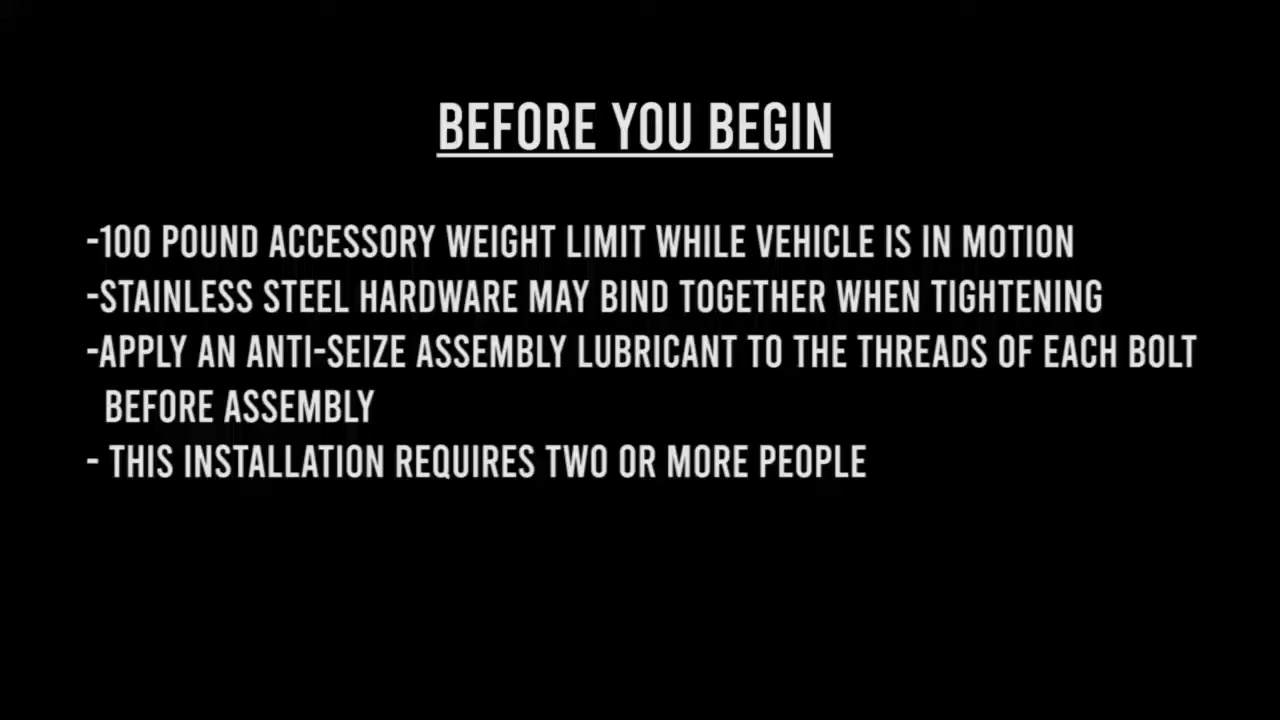 BEFORE YOU BEGIN
-100 POUND ACCESSORY WEIGHT LIMIT WHILE VEHICLE IS IN MOTION
-STAINLESS STEEL HARDWARE MAY BIND TOGETHER WHEN TIGHTENING
-APPLY AN ANTI-SEIZE ASSEMBLY LUBRICANT TO THE THREADS OF EACH BOLT
BEFORE ASSEMBLY
- THIS INSTALLATION REQUIRES TWO OR MORE PEOPLE